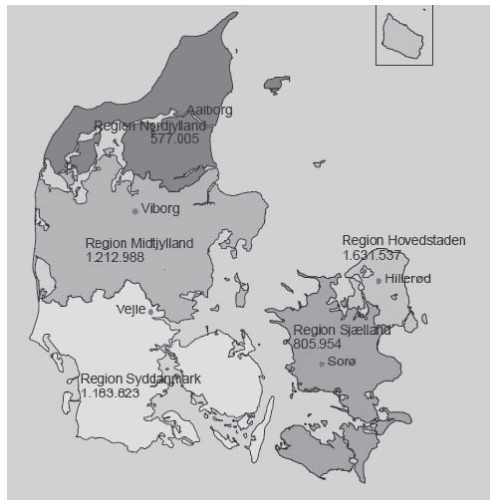 Aalborg
Region Nordjylland
577.005
Viborg
Region Midtjylland
1.212.988
Region Hovedstaden
1.631.537
Hillerød
Vejle
Region Sjælland
805.954
Sorø
Region Syddanmark
1.183.823